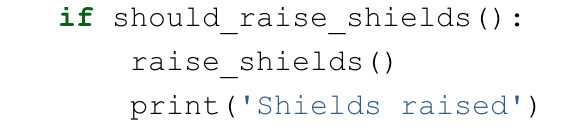 if should_raise_shields():
    raise_shields()
    print('Shields raised')